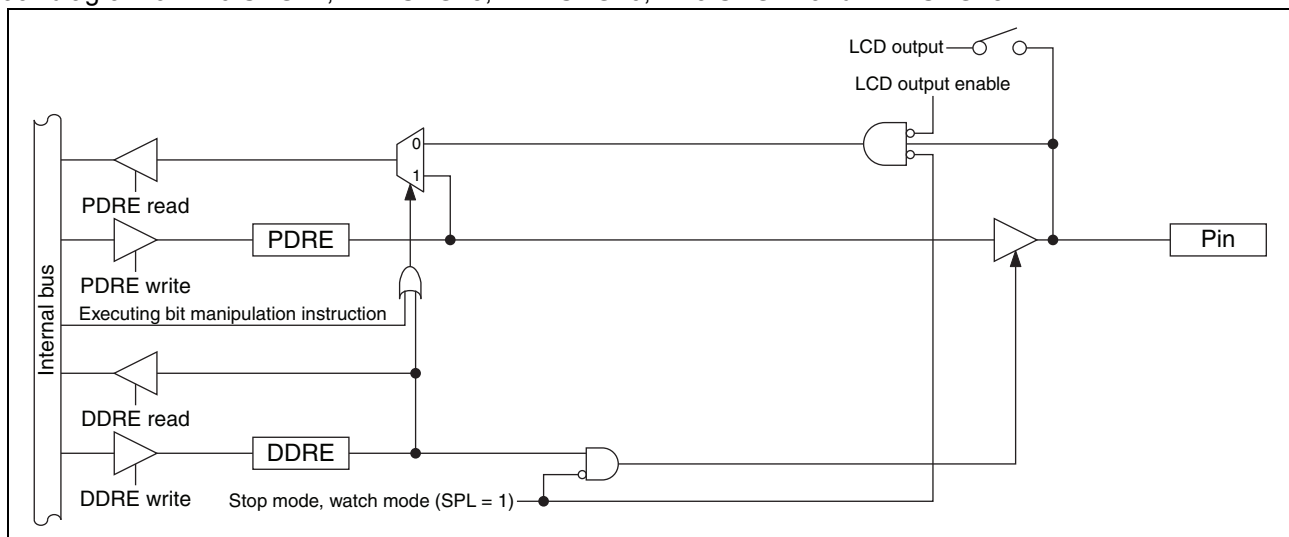 LCD output
LCD output enable
0
1
PDRE read
PDRE
Pin
PDRE write
Executing bit manipulation instruction
Internal bus
DDRE read
DDRE
DDRE write
Stop mode, watch mode (SPL = 1)